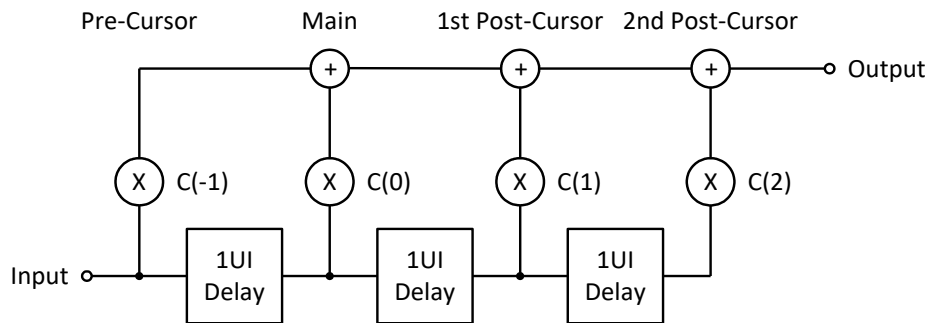 Pre-Cursor Main 1st Post-Cursor 2nd Post-Cursor
+ + + Output
X C(-1) X C(0) X C(1) X C(2)
Input 1UI 1UI 1UI
Delay Delay Delay